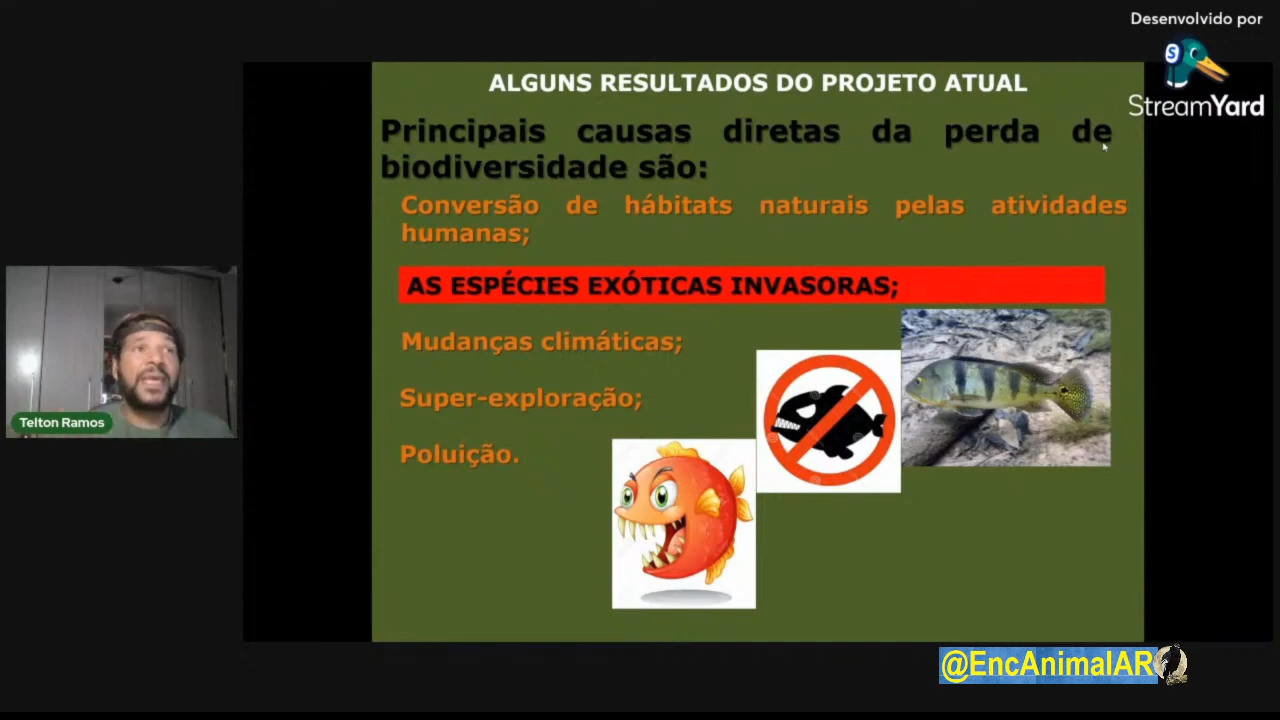 Desenvolvido por
StreamYard
ALGUNS RESULTADOS DO PROJETO ATUAL
Principais causas diretas da perda de
biodiversidade são:
Conversão de hábitats naturais pelas atividades
humanas;
AS ESPÉCIES EXÓTICAS INVASORAS;
Mudanças climáticas;
Super-exploração;
Poluição.
Telton Ramos
@EncAnimalAR